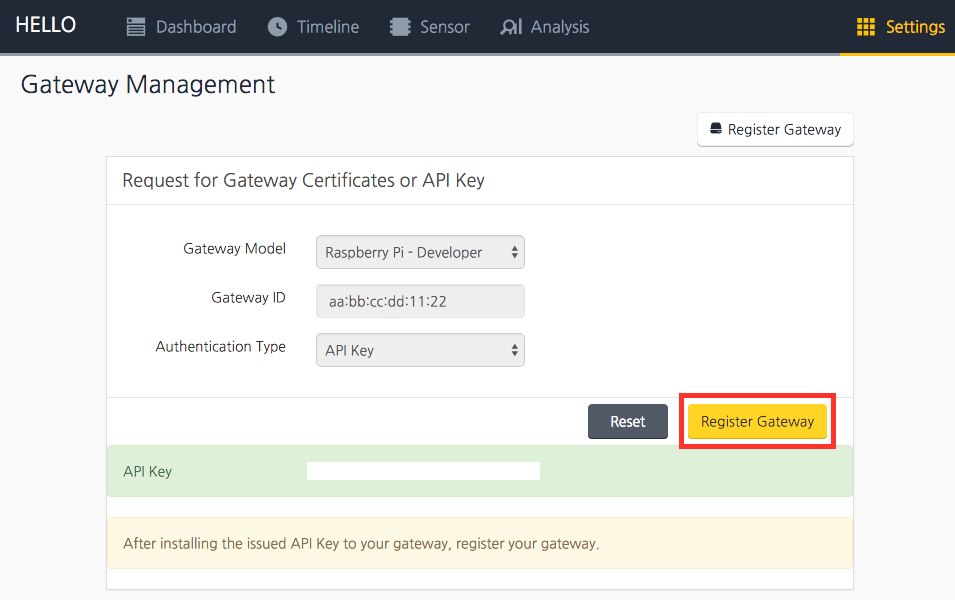 HELLO Dashboard Timeline Sensor Analysis Settings
Gateway Management
Register Gateway
Request for Gateway Certificates or API Key
Gateway Model Raspberry Pi - Developer
Gateway ID aa:bb:cc:dd:11:22
Authentication Type API Key
Reset Register Gateway
API Key
After installing the issued API Key to your gateway, register your gateway.